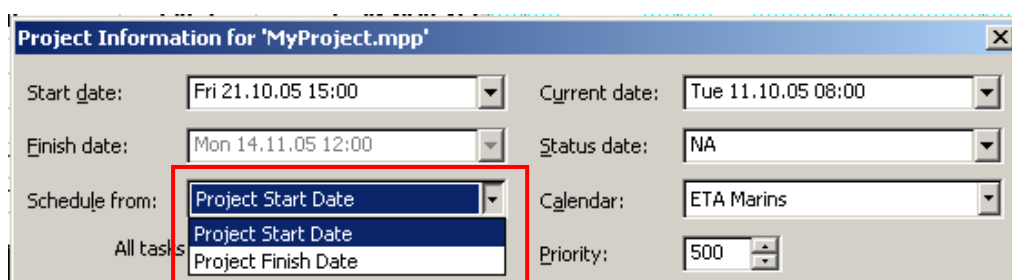 Project Information for 'MyProject.mpp'
Start date: Fri 21.10.05 15:00 Current date: Tue 11.10.05 08:00
Finish date: Mon 14.11.05 12:00 Status date: NA
Schedule from: Project Start Date Calendar: ETA Marins
Project Start Date
All tasks Project Finish Date Priority: 500